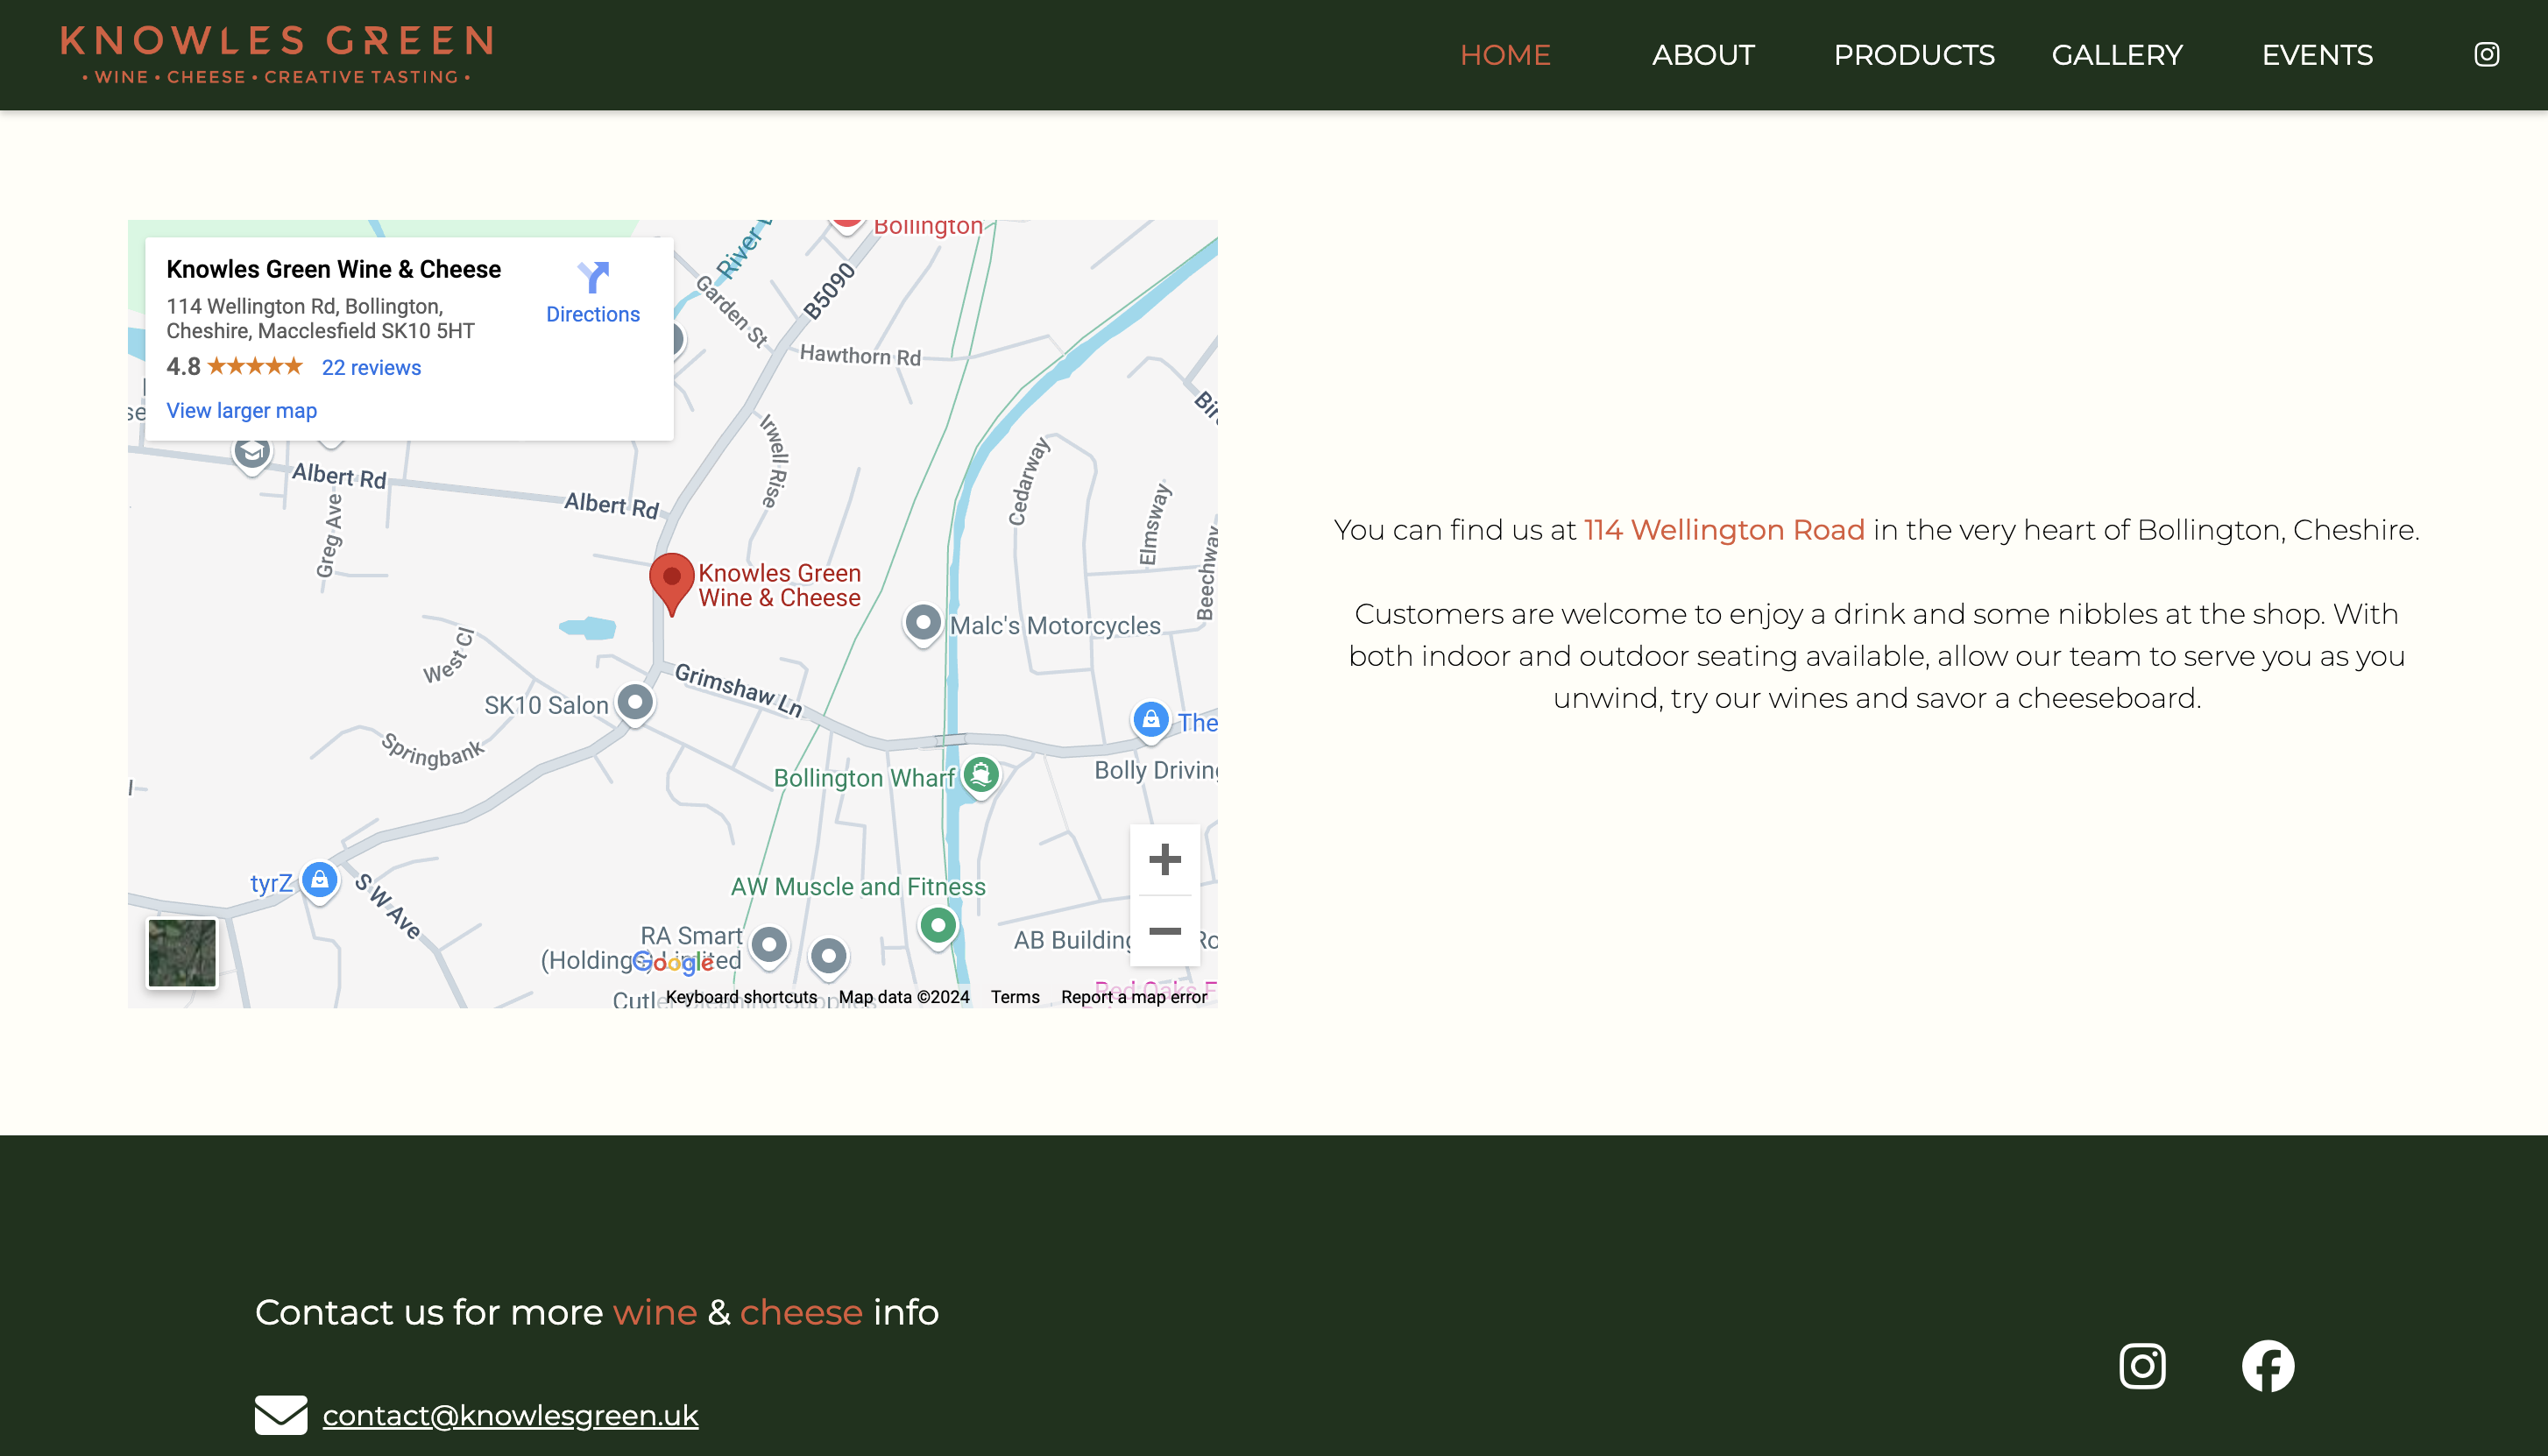 KNOWLES GREEN
• WINE • CHEESE • CREATIVE TASTING •
HOME
ABOUT
PRODUCTS
GALLERY
EVENTS
Knowles Green Wine & Cheese
114 Wellington Rd, Bollington,
Cheshire, Macclesfield SK10 5HT
4.8 ★★★★★ 22 reviews
View larger map
Directions
Bollington
River
B5090
Garden St
Hawthorn Rd
Irwell Rise
Albert Rd
Albert Rd
Greg Ave
Cedarway
Elmsway
Beechway
Knowles Green
Wine & Cheese
Malc's Motorcycles
West Cl
Grimshaw Ln
SK10 Salon
Springbank
The
Bollington Wharf
Bolly Driving
tyrZ
S W Ave
AW Muscle and Fitness
RA Smart
(Holdings) Limited
AB Building
Google
Keyboard shortcuts
Map data ©2024
Terms
Report a map error
You can find us at 114 Wellington Road in the very heart of Bollington, Cheshire.
Customers are welcome to enjoy a drink and some nibbles at the shop. With
both indoor and outdoor seating available, allow our team to serve you as you
unwind, try our wines and savor a cheeseboard.
Contact us for more wine & cheese info
contact@knowlesgreen.uk